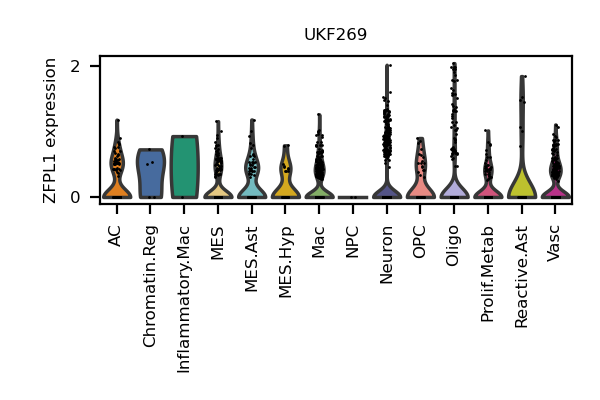 UKF269
ZFPL1 expression
2
0
AC
Chromatin.Reg
Inflammatory.Mac
MES
MES.Ast
MES.Hyp
Mac
NPC
Neuron
OPC
Oligo
Prolif.Metab
Reactive.Ast
Vasc